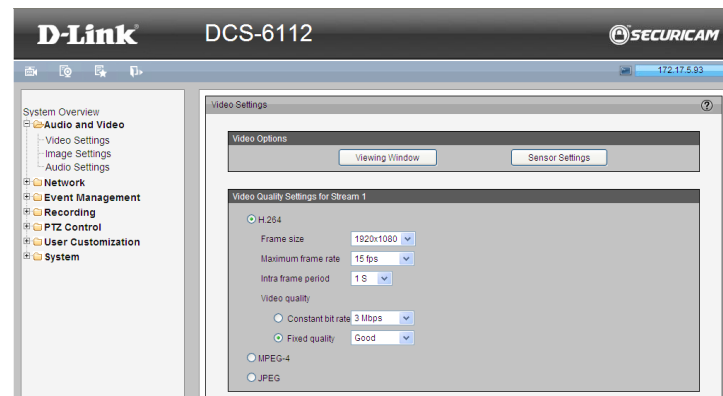 D-Link DCS-6112 SECURICAM
172.17.5.93
System Overview
Audio and Video
Video Settings
Image Settings
Audio Settings
Network
Event Management
Recording
PTZ Control
User Customization
System
Video Settings ?
Video Options
Viewing Window Sensor Settings
Video Quality Settings for Stream 1
H.264
Frame size 1920x1080
Maximum frame rate 15 fps
Intra frame period 1 S
Video quality
Constant bit rate 3 Mbps
Fixed quality Good
MPEG-4
JPEG